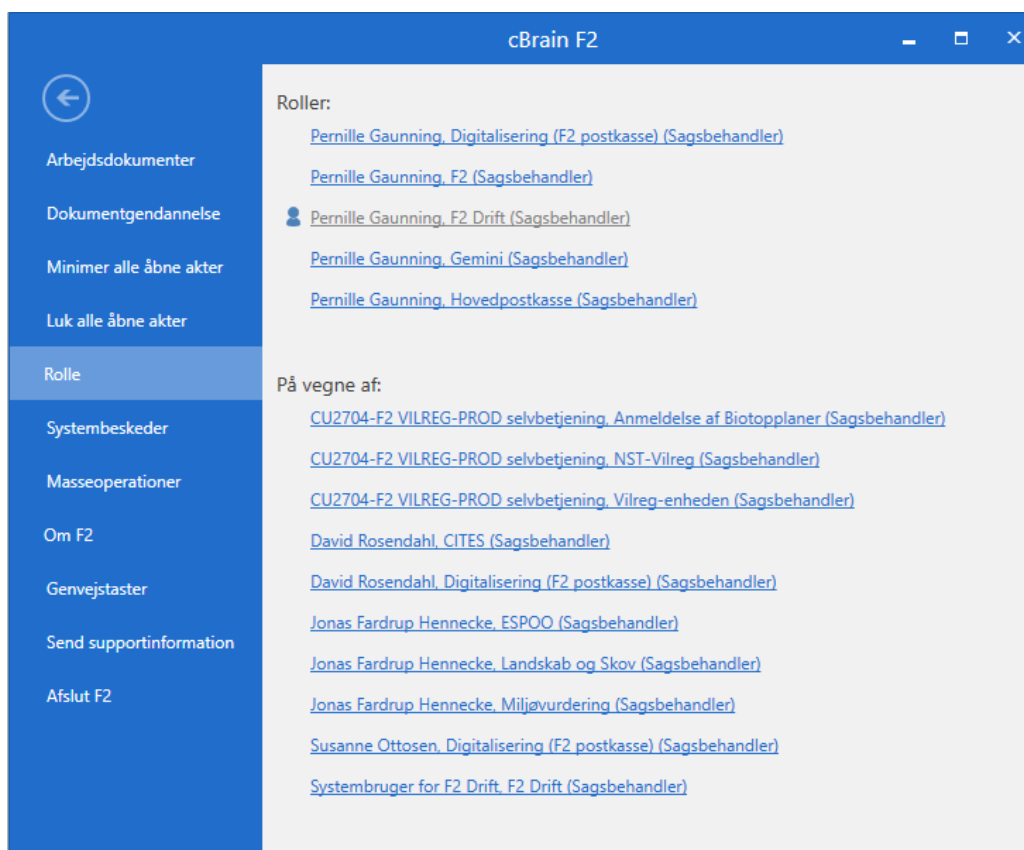 cBrain F2
Arbejdsdokumenter
Dokumentgendannelse
Minimer alle åbne akter
Luk alle åbne akter
Rolle
Systembeskeder
Masseoperationer
Om F2
Genvejstaster
Send supportinformation
Afslut F2
Roller:
Pernille Gaunning, Digitalisering (F2 postkasse) (Sagsbehandler)
Pernille Gaunning, F2 (Sagsbehandler)
Pernille Gaunning, F2 Drift (Sagsbehandler)
Pernille Gaunning, Gemini (Sagsbehandler)
Pernille Gaunning, Hovedpostkasse (Sagsbehandler)
På vegne af:
CU2704-F2 VILREG-PROD selvbetjening, Anmeldelse af Biotopplaner (Sagsbehandler)
CU2704-F2 VILREG-PROD selvbetjening, NST-Vilreg (Sagsbehandler)
CU2704-F2 VILREG-PROD selvbetjening, Vilreg-enheden (Sagsbehandler)
David Rosendahl, CITES (Sagsbehandler)
David Rosendahl, Digitalisering (F2 postkasse) (Sagsbehandler)
Jonas Fardrup Hennecke, ESPOO (Sagsbehandler)
Jonas Fardrup Hennecke, Landskab og Skov (Sagsbehandler)
Jonas Fardrup Hennecke, Miljøvurdering (Sagsbehandler)
Susanne Ottosen, Digitalisering (F2 postkasse) (Sagsbehandler)
Systembruger for F2 Drift, F2 Drift (Sagsbehandler)